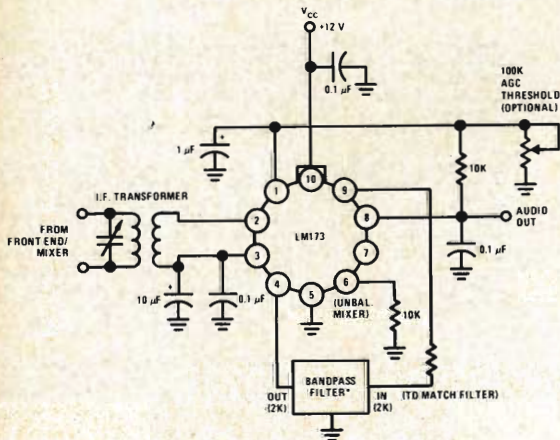 VCC
+12 V
0.1 µF
100K
AGC
THRESHOLD
(OPTIONAL)
1 µF
10K
I.F. TRANSFORMER
1
10
9
2
8
AUDIO
OUT
FROM
FRONT END/
MIXER
LM173
3
7
0.1 µF
4
5
6
10 µF
0.1 µF
(UNBAL.
MIXER)
10K
OUT
(2K)
BANDPASS
FILTER*
IN
(2K)
(TO MATCH FILTER)